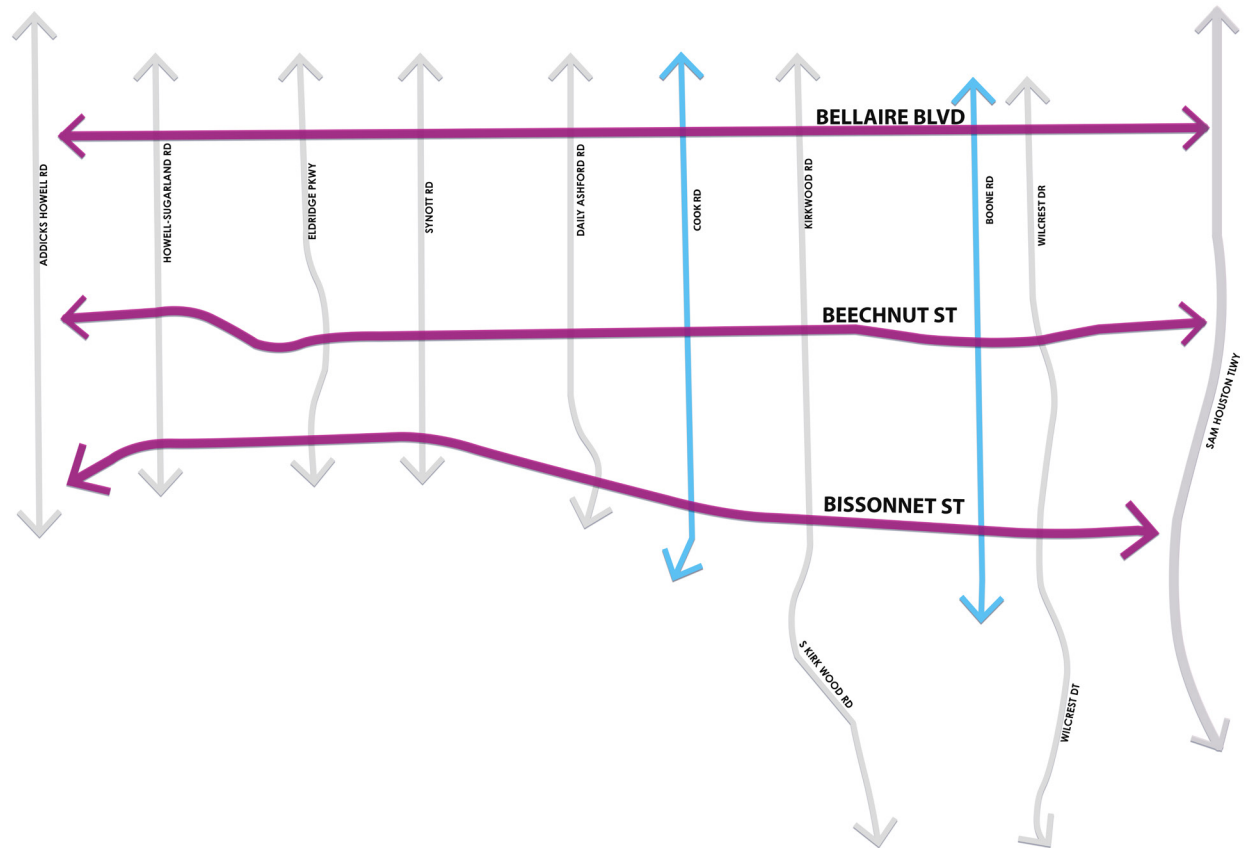 BELLAIRE BLVD
ADDICKS HOWELL RD
HOWELL-SUGARLAND RD
ELDRIDGE PKWY
SYNOTT RD
DAILY ASHFORD RD
COOK RD
KIRKWOOD RD
BOONE RD
WILCREST DR
BEECHNUT ST
SAM HOUSTON TLWY
BISSONNET ST
S KIRK WOOD RD
WILCREST DT